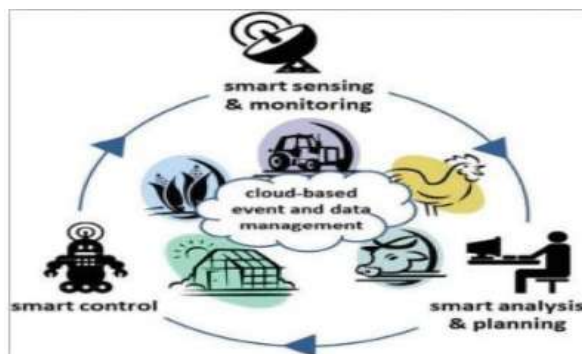 smart sensing
& monitoring
cloud-based
event and data
management
smart control
smart analysis
& planning